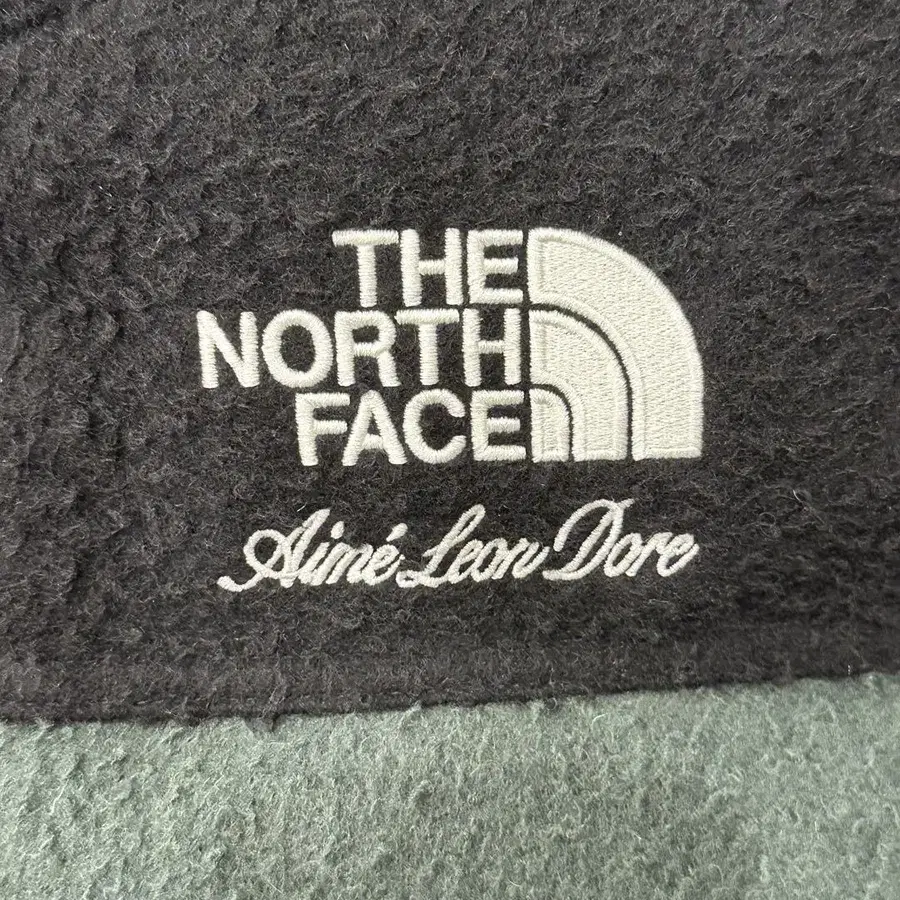 THE
NORTH
FACE
Aimé Leon Dore